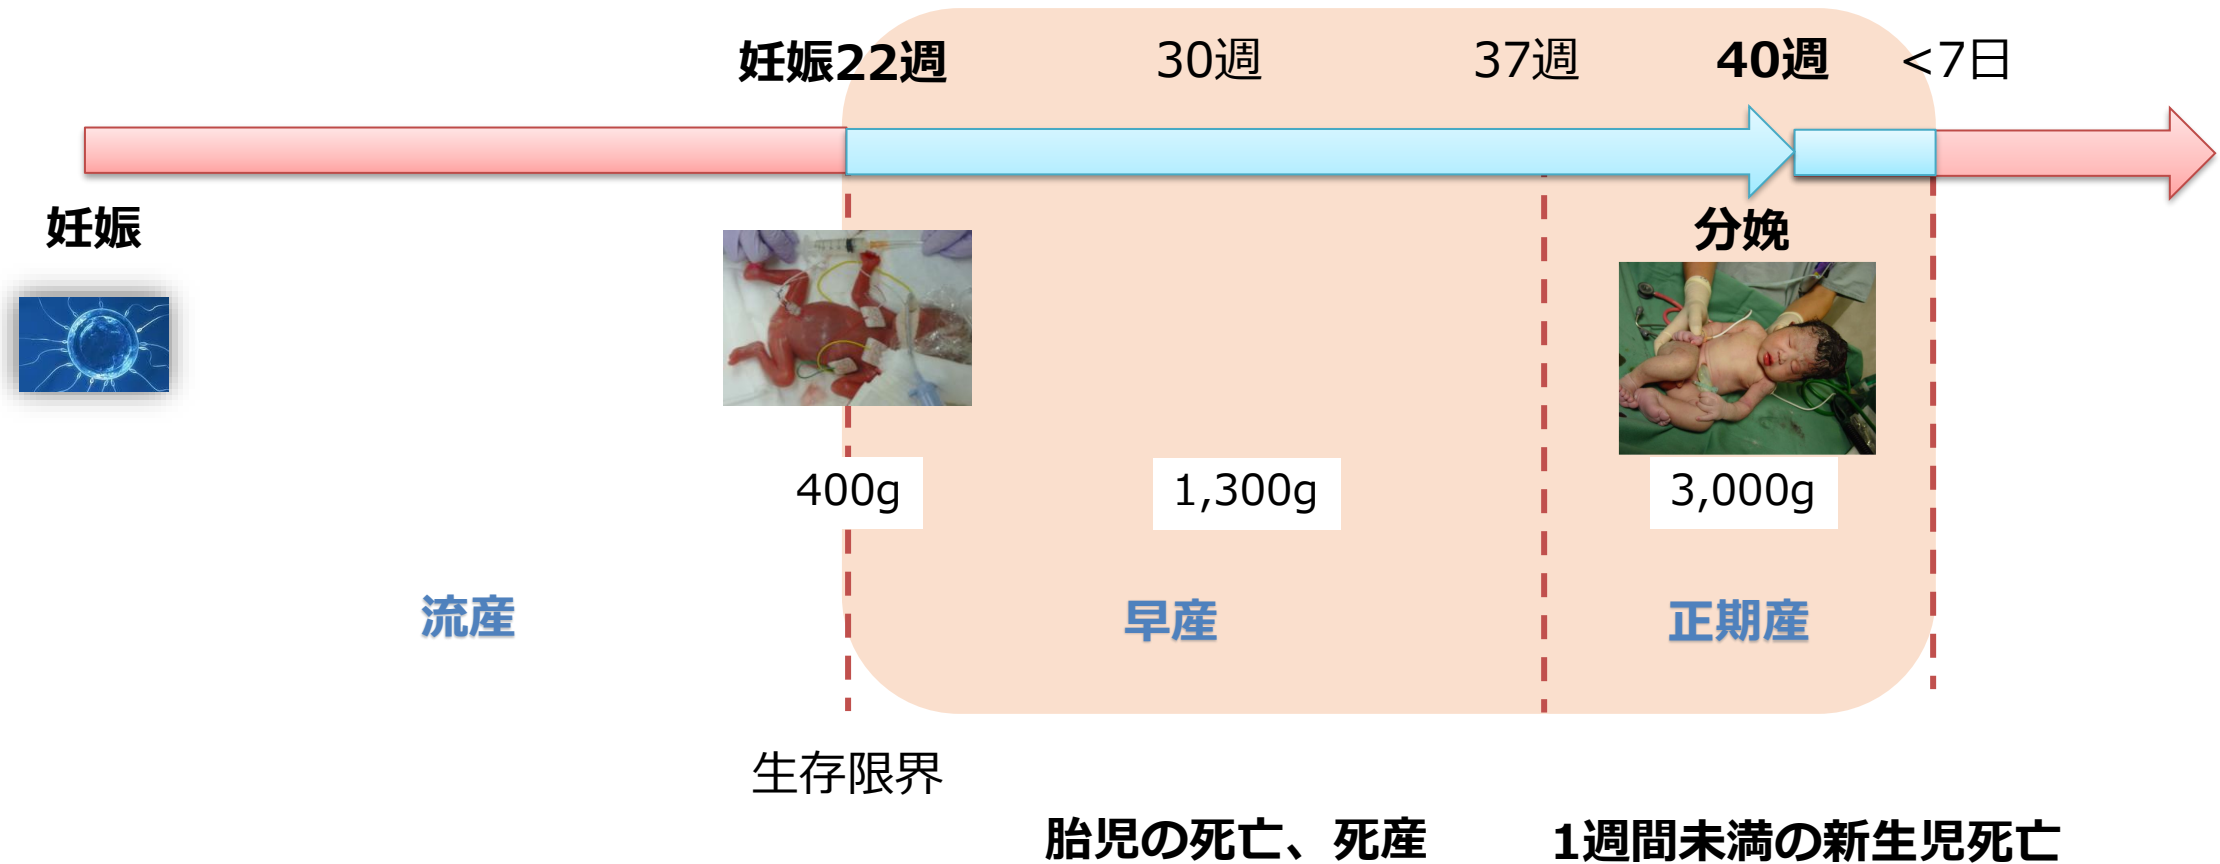 妊娠22週
30週
37週
40週
<7日
妊娠
分娩
400g
1,300g
3,000g
流産
早産
正期産
生存限界
胎児の死亡、死産
1週間未満の新生児死亡